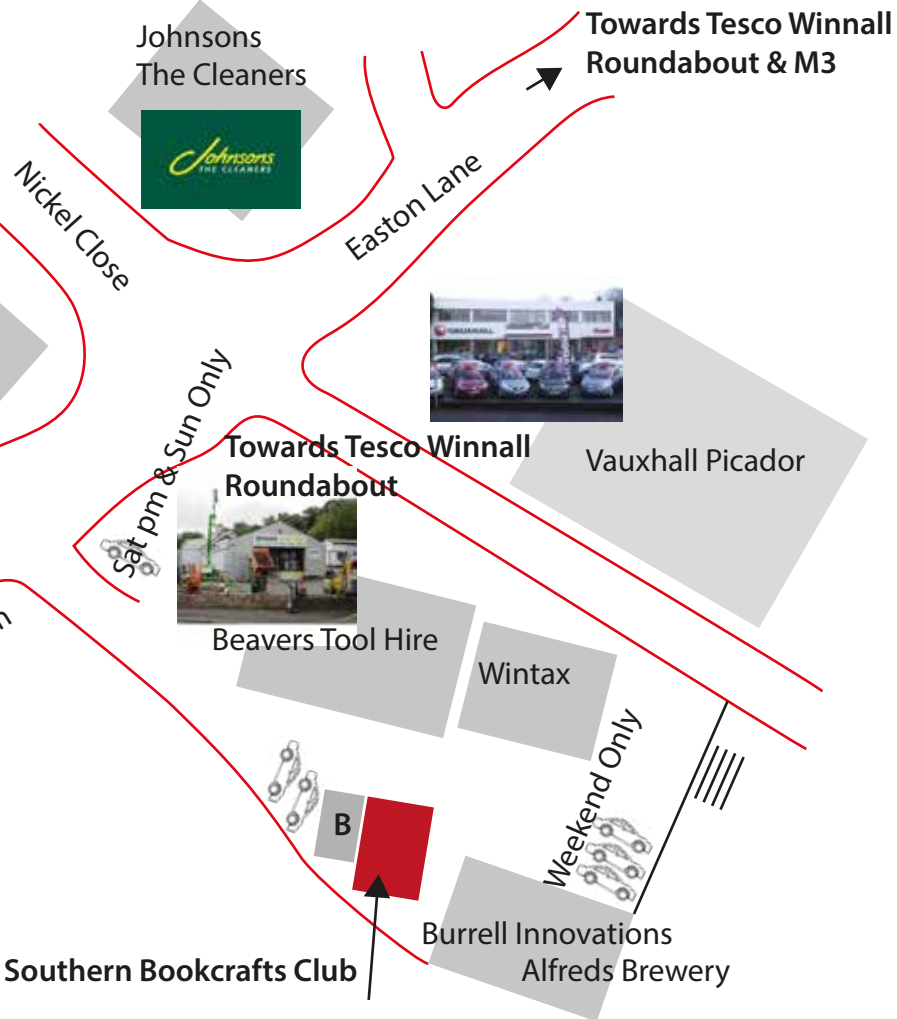 Towards Tesco Winnall
Roundabout & M3
Johnsons
The Cleaners
Johnsons
THE CLEANERS
Nickel Close
Easton Lane
VAUXHALL
Sat pm & Sun Only
Towards Tesco Winnall
Roundabout
Vauxhall Picador
Beavers Tool Hire
Wintax
Weekend Only
B
Burrell Innovations
Alfreds Brewery
Southern Bookcrafts Club